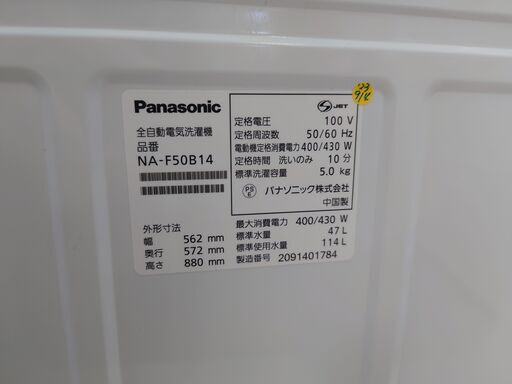 Panasonic
全自動電気洗濯機
品番
NA-F50B14
外形寸法
幅 562 mm
奥行 572 mm
高さ 880 mm
S JET
定格電圧 100 V
定格周波数 50/60 Hz
電動機定格消費電力 400/430 W
定格時間 洗いのみ 10 分
標準洗濯容量 5.0 kg
PS E パナソニック株式会社
中国製
最大消費電力 400/430 W
標準水量 47 L
標準使用水量 114 L
製造番号 2091401784